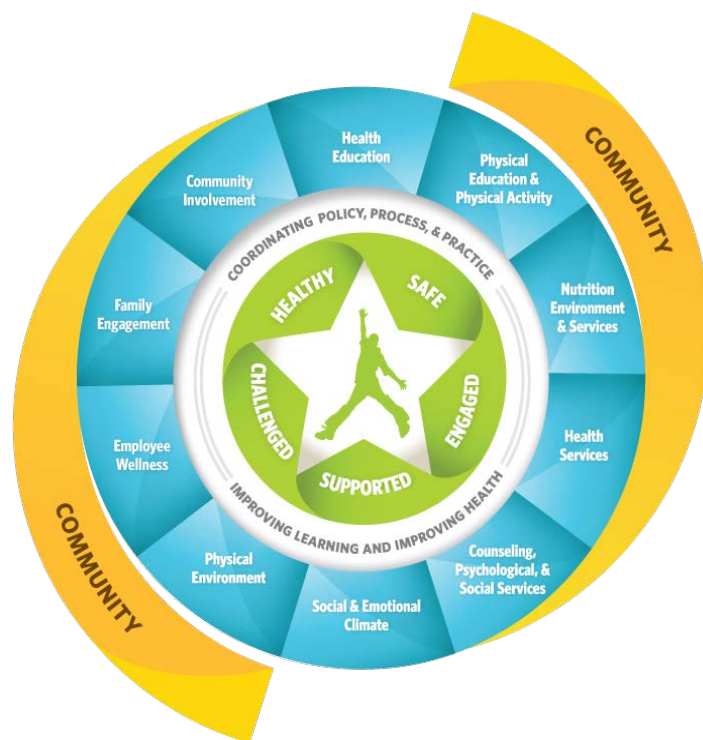 COMMUNITY
Health
Education
Physical
Education &
Physical Activity
Nutrition
Environment
& Services
Health
Services
Counseling,
Psychological, &
Social Services
Social & Emotional
Climate
Physical
Environment
Employee
Wellness
Family
Engagement
Community
Involvement
COORDINATING POLICY, PROCESS, & PRACTICE
IMPROVING LEARNING AND IMPROVING HEALTH
HEALTHY
SAFE
ENGAGED
SUPPORTED
CHALLENGED
COMMUNITY